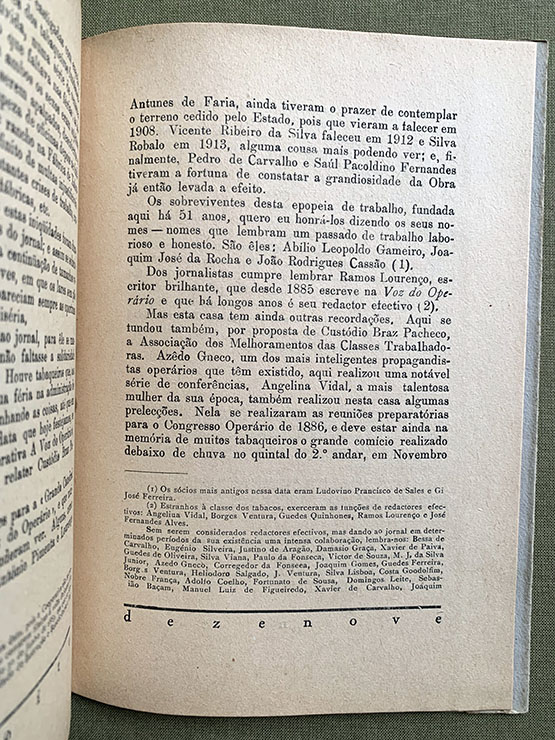 Antunes de Faria, ainda tiveram o prazer de contemplar
o terreno cedido pelo Estado, pois que vieram a falecer em
1908. Vicente Ribeiro da Silva faleceu em 1912 e Silva
Robalo em 1913, alguma cousa mais podendo ver; e, fi-
nalmente, Pedro de Carvalho e Saúl Pacoldino Fernandes
tiveram a fortuna de constatar a grandiosidade da Obra
já então levada a efeito.
Os sobreviventes desta epopeia de trabalho, fundada
aqui há 51 anos, quero eu honrá-los dizendo os seus
nomes — nomes que lembram um passado de trabalho labo-
rioso e honesto. São êles: Abílio Leopoldo Gameiro, Joa-
quim José da Rocha e João Rodrigues Cassão (1).
Dos jornalistas cumpre lembrar Ramos Lourenço, es-
critor brilhante, que desde 1885 escreve na Voz do Ope-
rário e que há longos anos é seu redactor efectivo (2).
Mas esta casa tem ainda outras recordações. Aqui se
fundou também, por proposta de Custódio Braz Pacheco,
a Associação dos Melhoramentos das Classes Trabalhado-
ras. Azêdo Gneco, um dos mais inteligentes propagandis-
tas operários que têm existido, aqui realizou uma notável
série de conferências, Angelina Vidal, a mais talentosa
mulher da sua época, também realizou nesta casa algumas
prelecções. Nela se realizaram as reuniões preparatórias
para o Congresso Operário de 1886, e deve estar ainda na
memória de muitos tabaqueiros o grande comício realizado
debaixo de chuva no quintal do 2.º andar, em Novembro
(1) Os sócios mais antigos nessa data eram Ludovino Francisco de Sales e Gi
José Ferreira.
(2) Estranhos à classe dos tabacos, exerceram as funções de redactores efec-
tivos: Angelina Vidal, Borges Ventura, Guedes Quinhones, Ramos Lourenço e José
Fernandes Alves.
Sem serem considerados redactores efectivos, mas dando ao jornal em deter-
minados períodos da sua existência uma intensa colaboração, lembra-nos: Bessa de
Carvalho, Eugénio Silveira, Justino de Aragão, Damasio Graça, Xavier de Paiva,
Guedes de Oliveira, Silva Viana, Paulo da Fonseca, Victor de Souza, M. J. da Silva
Junior, Azedo Gneco, Corregedor da Fonseca, Joaquim Gomes, Guedes Ferreira,
Borg s Ventura, Heliodoro Salgado, J. Ventura, Silva Lisboa, Costa Goodolfim,
Nobre França, Adolfo Coelho, Fortunato de Sousa, Domingos Leite, Sebas-
tião Baçam, Manuel Luiz de Figueiredo, Xavier de Carvalho, Joáquim
dezenove